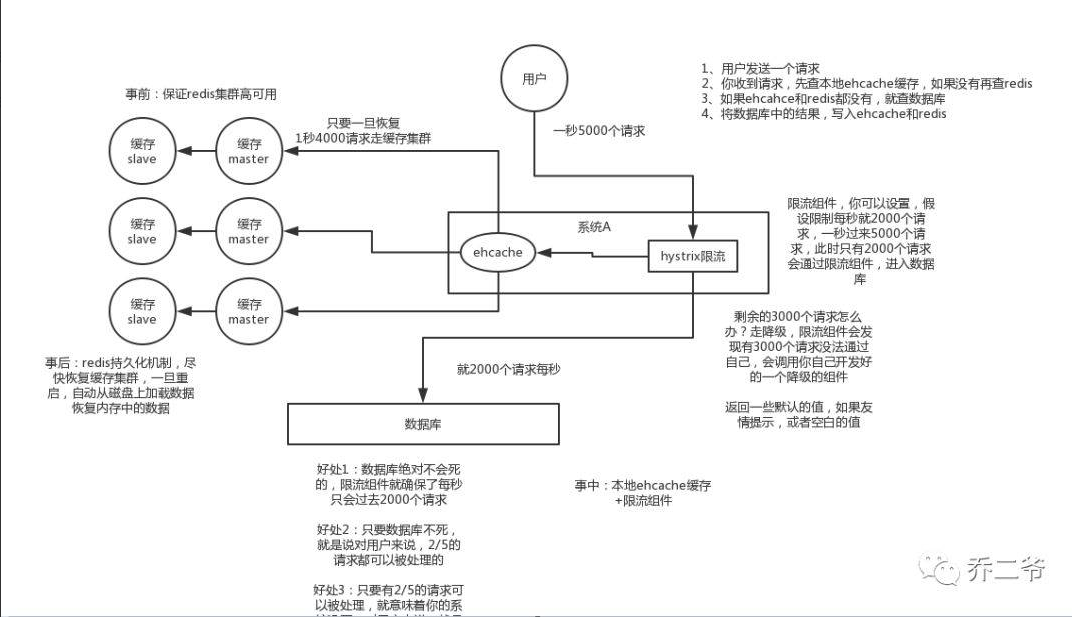 用户
1、用户发送一个请求
2、你收到请求，先查本地ehcache缓存，如果没有再查redis
3、如果ehcahce和redis都没有，就查数据库
4、将数据库中的结果，写入ehcache和redis
事前：保证redis集群高可用
只要一旦恢复
1秒4000请求走缓存集群
一秒5000个请求
缓存
slave
缓存
master
缓存
slave
缓存
master
缓存
slave
缓存
master
系统A
ehcache
hystrix限流
限流组件，你可以设置，假
设限制每秒就2000个请
求，一秒过来5000个请
求，此时只有2000个请求
会通过限流组件，进入数据
库
剩余的3000个请求怎么
办？走降级，限流组件会发
现有3000个请求没法通过
自己，会调用你自己开发好
的一个降级的组件
返回一些默认的值，如果友
情提示，或者空白的值
事后：redis持久化机制，尽
快恢复缓存集群，一旦重
启，自动从磁盘上加载数据
恢复内存中的数据
就2000个请求每秒
数据库
好处1：数据库绝对不会死
的，限流组件就确保了每秒
只会过去2000个请求
事中：本地ehcache缓存
+限流组件
好处2：只要数据库不死，
就是说对用户来说，2/5的
请求都可以被处理的
好处3：只要有2/5的请求可
以被处理，就意味着你的系
乔二爷